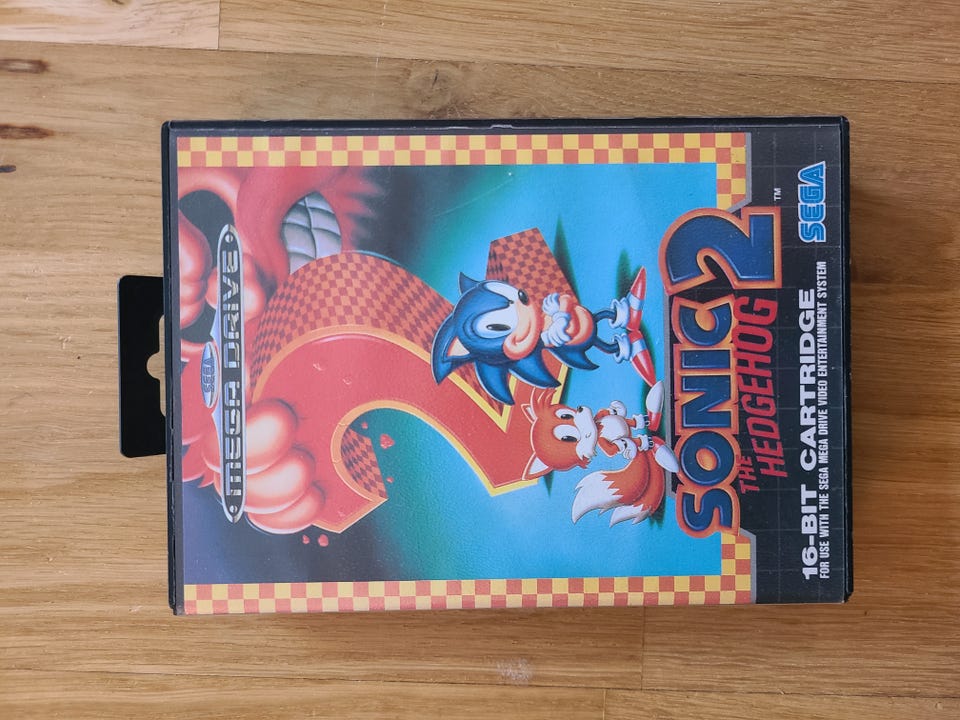 SEGA
MEGA DRIVE
SONIC 2
THE HEDGEHOG
TM
SEGA
16-BIT CARTRIDGE
FOR USE WITH THE SEGA MEGA DRIVE VIDEO ENTERTAINMENT SYSTEM